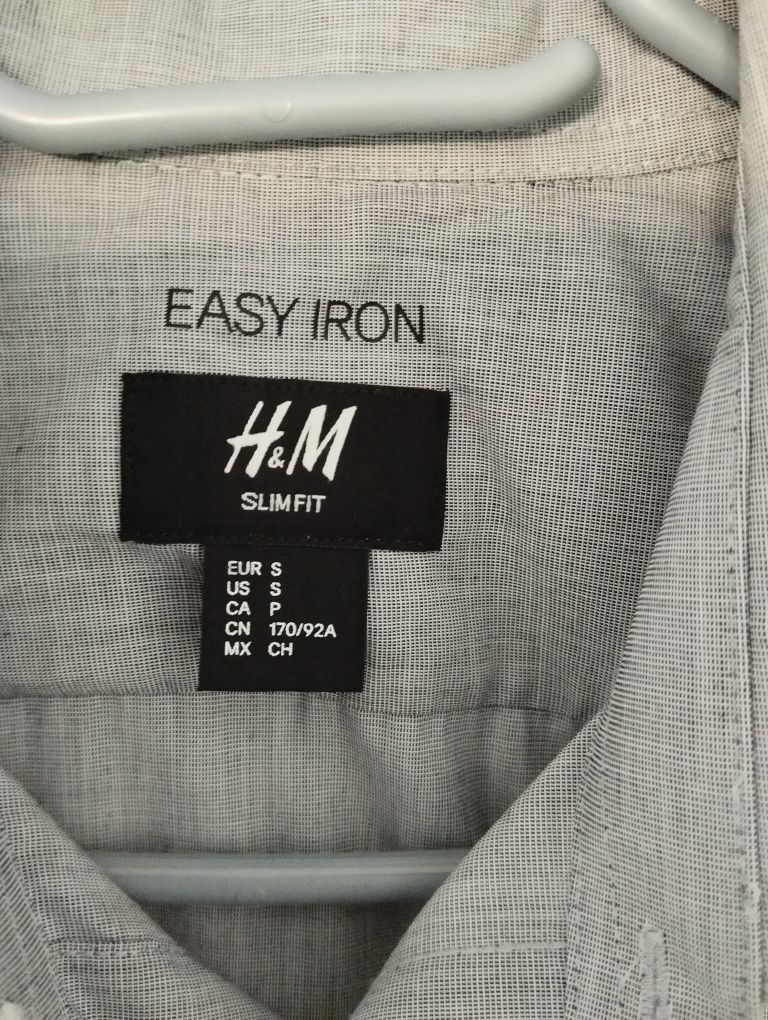 EASY IRON
H&M
SLIM FIT
EUR S
US S
CA P
CN 170/92A
MX CH